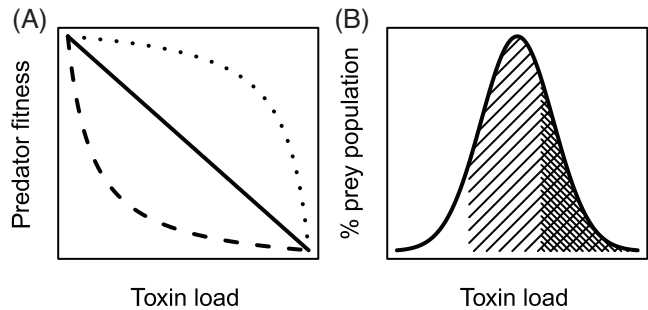 (A)
Predator fitness
Toxin load
(B)
% prey population
Toxin load